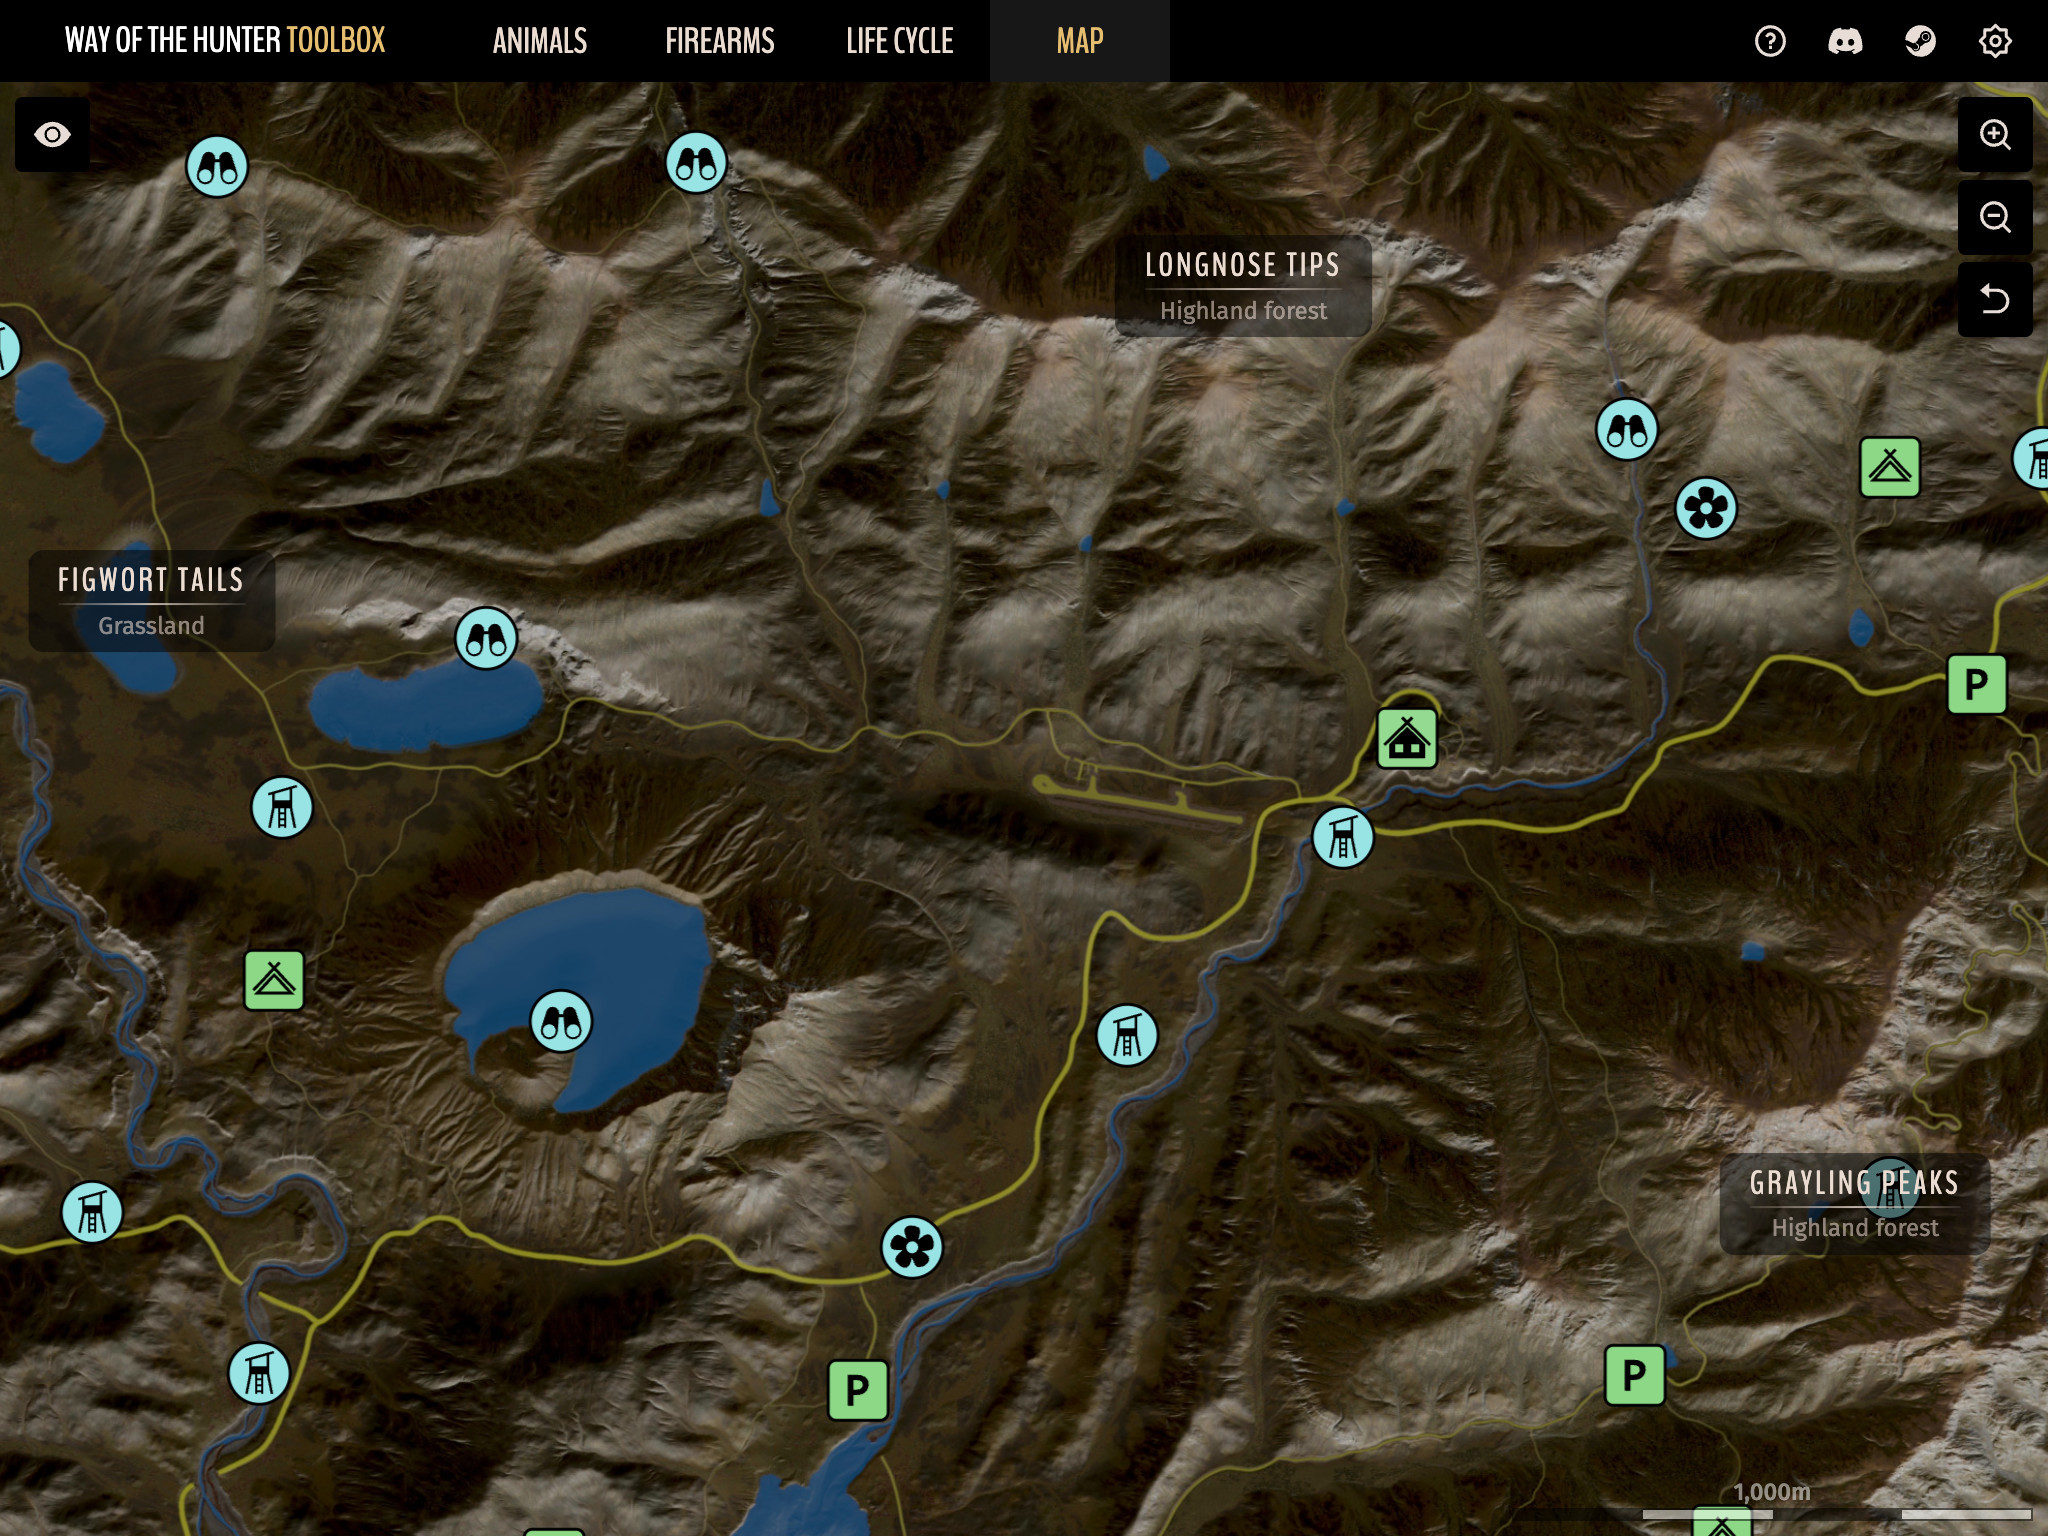 WAY OF THE HUNTER TOOLBOX
ANIMALS
FIREARMS
LIFE CYCLE
MAP
LONGNOSE TIPS
Highland forest
FIGWORT TAILS
Grassland
P
GRAYLING PEAKS
Highland forest
P
P
1,000m